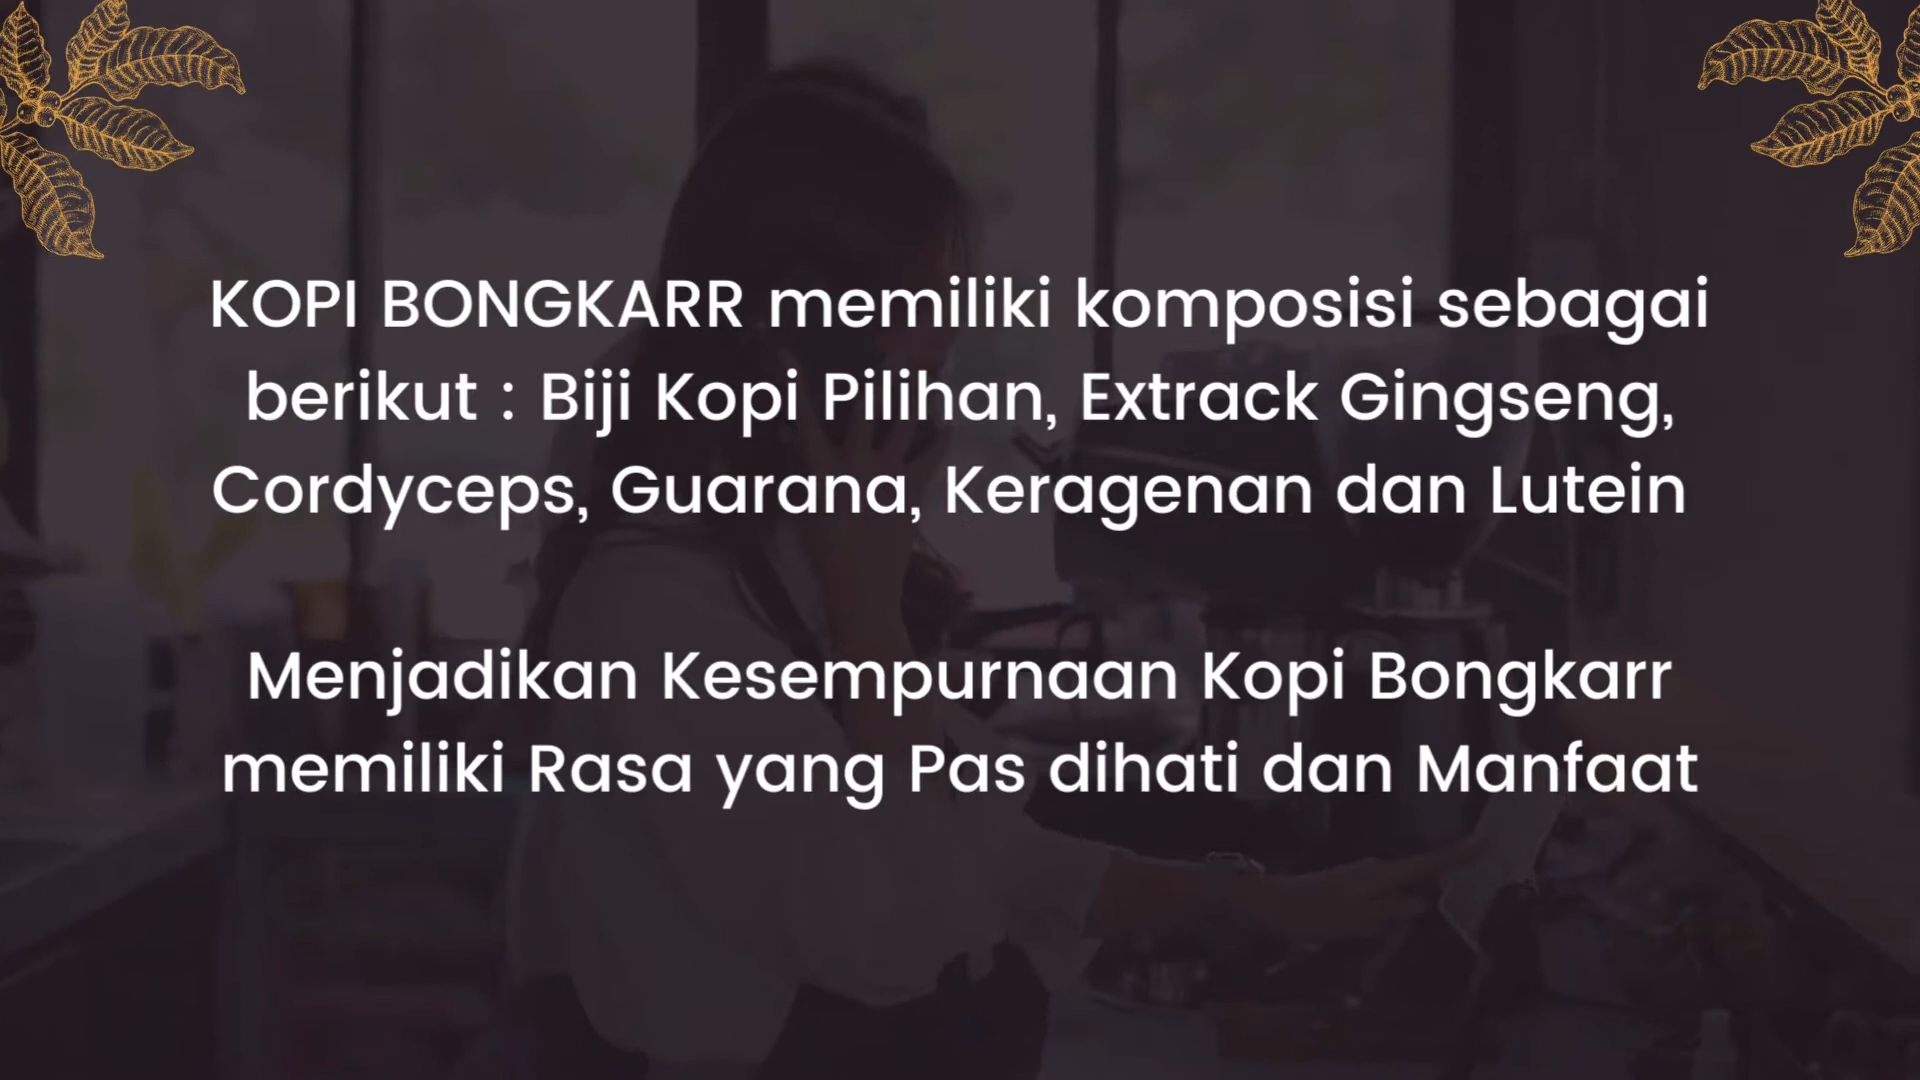 KOPI BONGKARR memiliki komposisi sebagai
berikut : Biji Kopi Pilihan, Extrack Gingseng,
Cordyceps, Guarana, Keragenan dan Lutein
Menjadikan Kesempurnaan Kopi Bongkarr
memiliki Rasa yang Pas dihati dan Manfaat